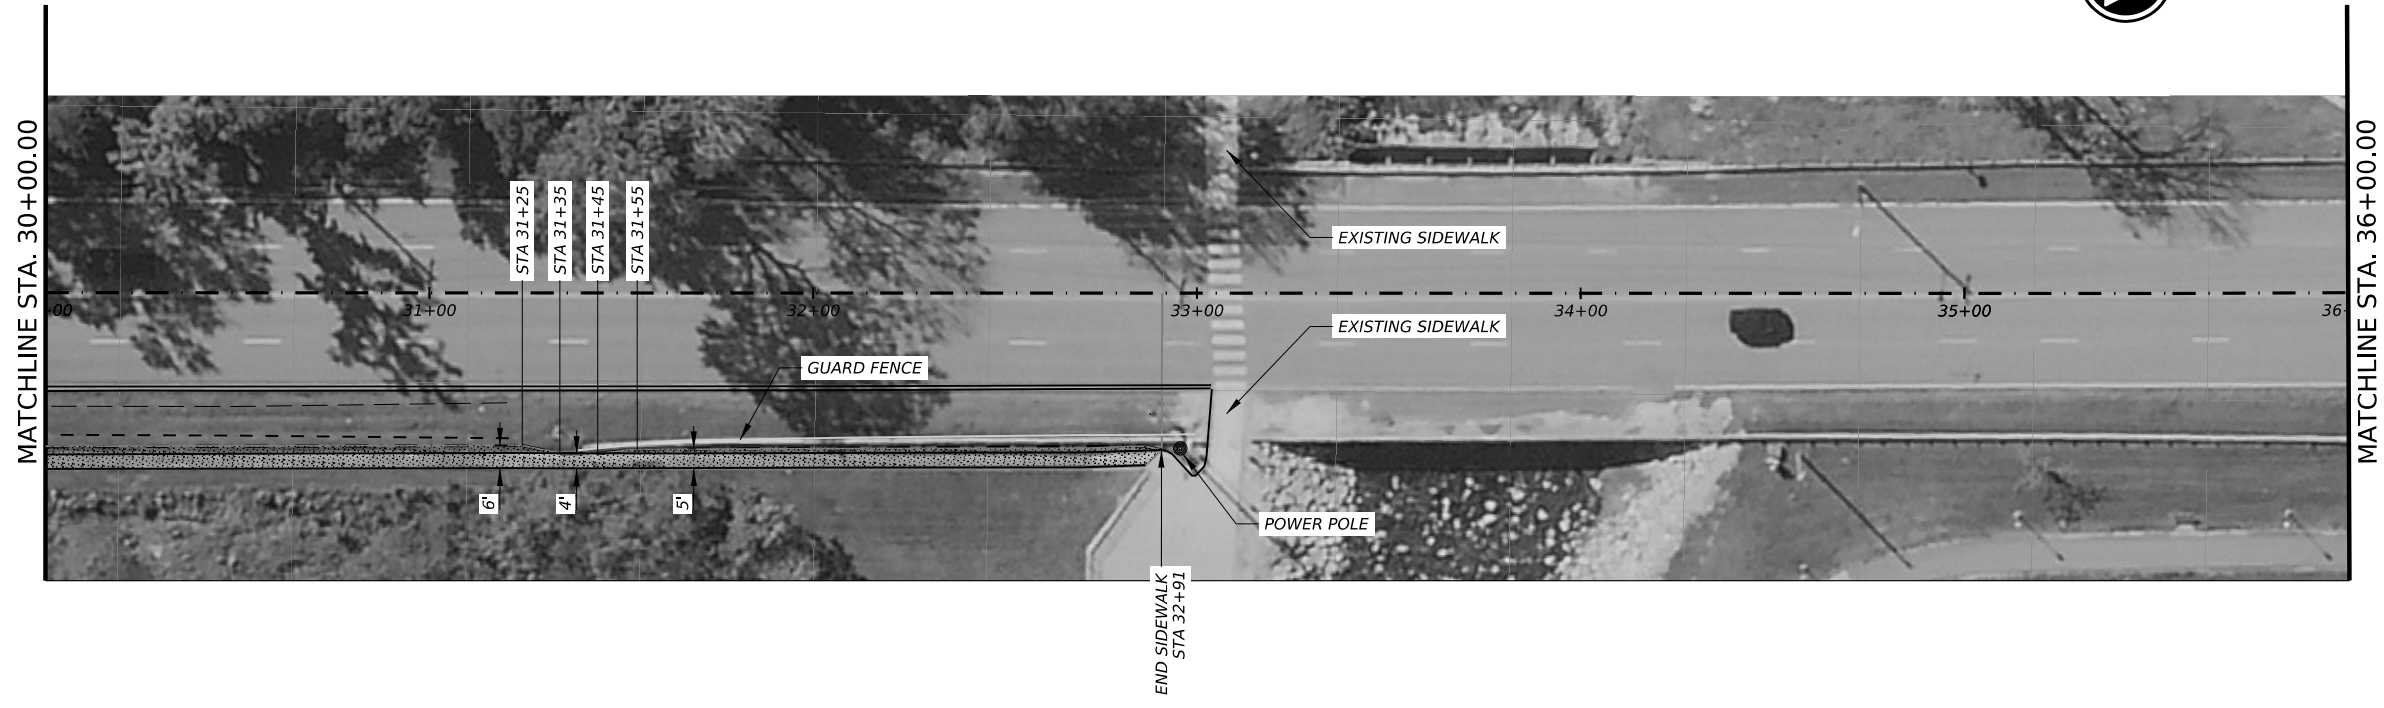 MATCHLINE STA. 30+00.00
STA 31+25
STA 31+35
STA 31+45
STA 31+55
EXISTING SIDEWALK
-00
31+00
32+00
33+00
34+00
35+00
36-
EXISTING SIDEWALK
GUARD FENCE
6'
4'
5'
POWER POLE
END SIDEWALK
STA 32+91
MATCHLINE STA. 36+00.00